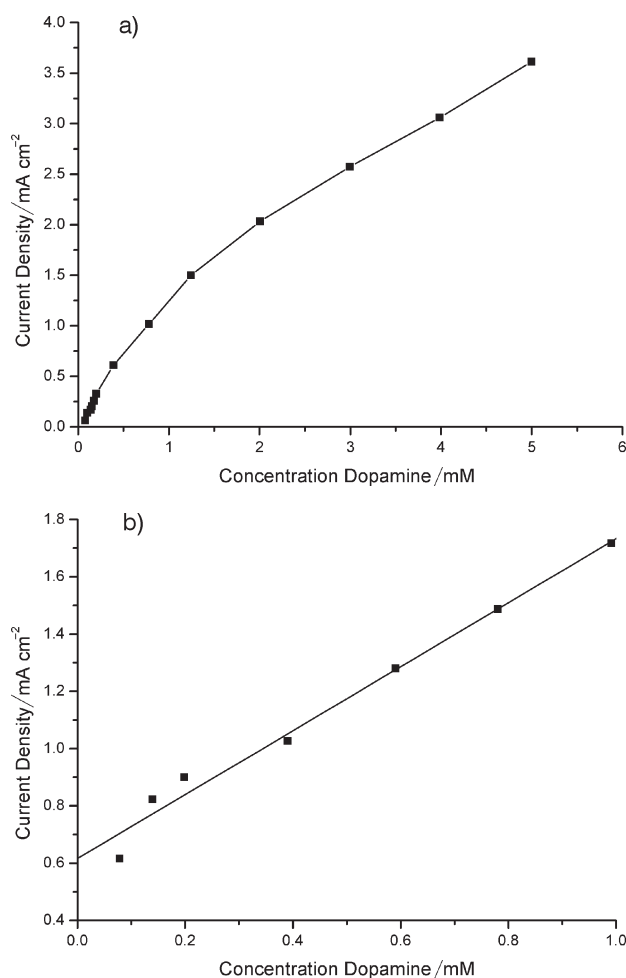 a)
4.0
3.5
3.0
2.5
2.0
1.5
1.0
0.5
0.0
Current Density/mA cm⁻²
0 1 2 3 4 5 6
Concentration Dopamine/mM
b)
1.8
1.6
1.4
1.2
1.0
0.8
0.6
0.4
Current Density/mA cm⁻²
0.0 0.2 0.4 0.6 0.8 1.0
Concentration Dopamine/mM